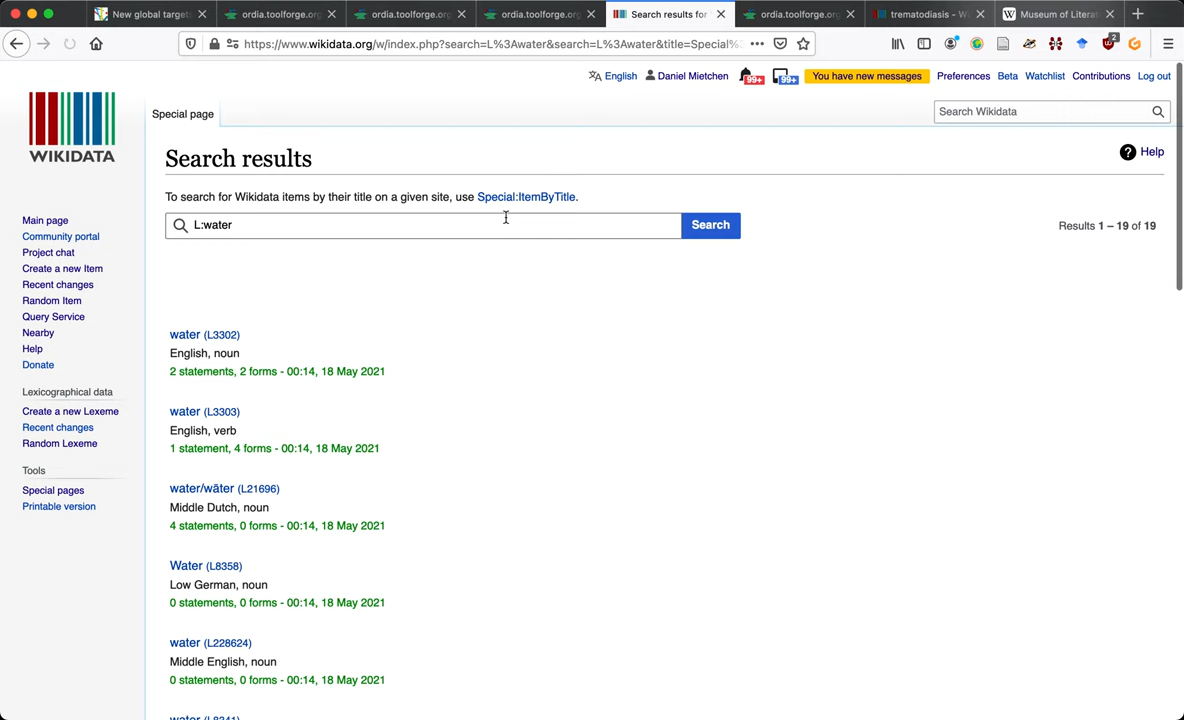 New global target
ordia.toolforge.org
ordia.toolforge.org
ordia.toolforge.org
Search results for
ordia.toolforge.org
trematodiasis - Wi
Museum of Literat
https://www.wikidata.org/w/index.php?search=L%3Awater&search=L%3Awater&title=Special%3
2
English Daniel Mietchen 99+ 99+ You have new messages Preferences Beta Watchlist Contributions Log out
WIKIDATA
Special page
Search Wikidata
Search results
Help
To search for Wikidata items by their title on a given site, use Special:ItemByTitle.
L:water
Search
Results 1 – 19 of 19
Main page
Community portal
Project chat
Create a new Item
Recent changes
Random Item
Query Service
Nearby
Help
Donate
Lexicographical data
Create a new Lexeme
Recent changes
Random Lexeme
Tools
Special pages
Printable version
water (L3302)
English, noun
2 statements, 2 forms - 00:14, 18 May 2021
water (L3303)
English, verb
1 statement, 4 forms - 00:14, 18 May 2021
water/wāter (L21696)
Middle Dutch, noun
4 statements, 0 forms - 00:14, 18 May 2021
Water (L8358)
Low German, noun
0 statements, 0 forms - 00:14, 18 May 2021
water (L228624)
Middle English, noun
0 statements, 0 forms - 00:14, 18 May 2021
water (L8341)